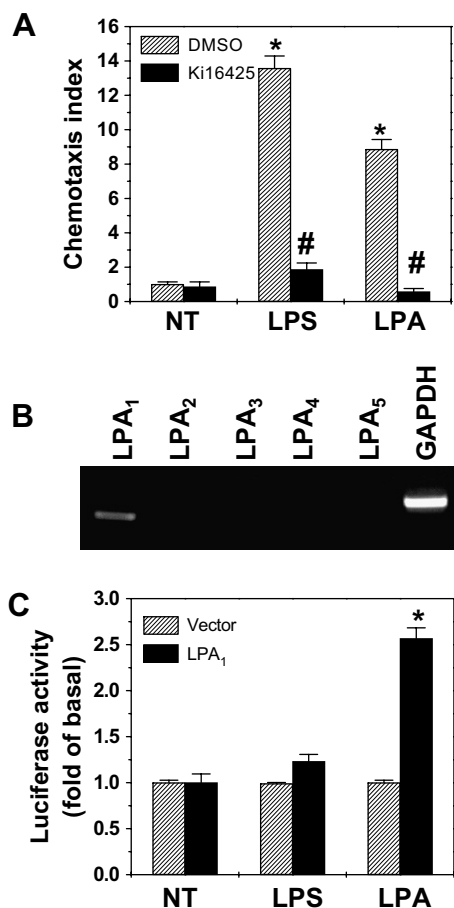 A
16
14
12
10
8
6
4
2
0
Chemotaxis index
DMSO
Ki16425
*
*
#
#
NT LPS LPA
B
LPA₁ LPA₂ LPA₃ LPA₄ LPA₅ GAPDH
C
3.0
2.5
2.0
1.5
1.0
0.5
0.0
Luciferase activity
(fold of basal)
Vector
LPA₁
*
NT LPS LPA